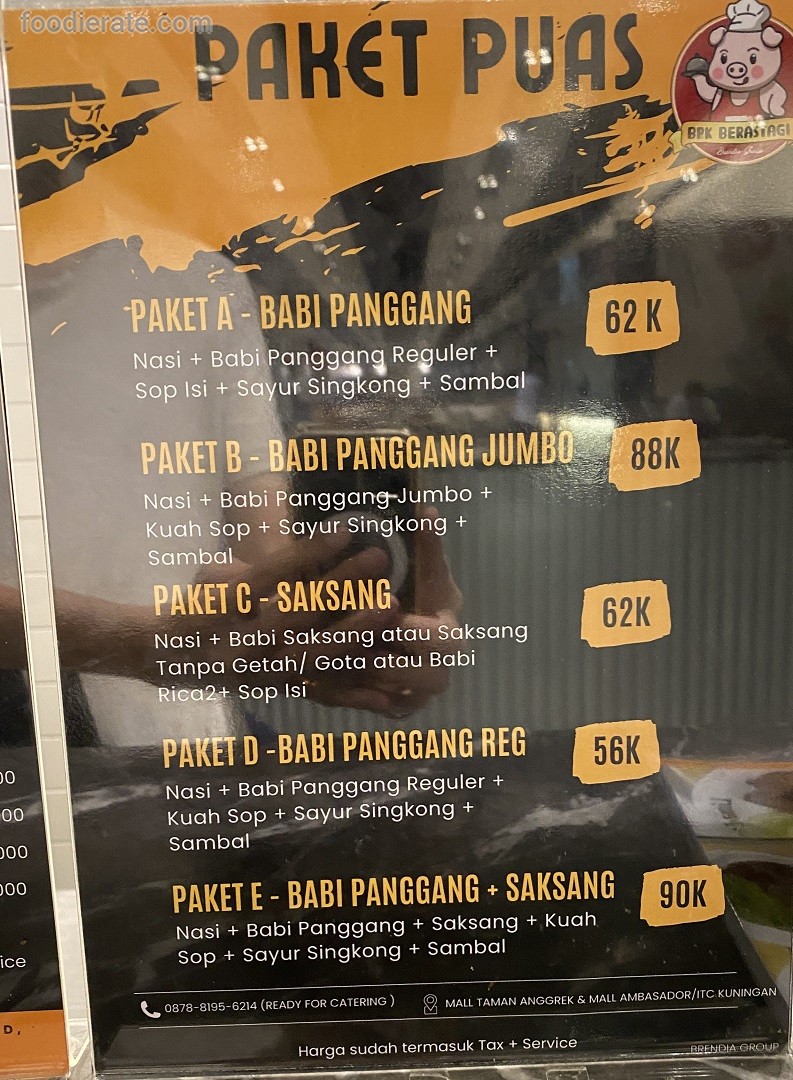 foodierate.com
PAKET PUAS
BPK BERASTAGI
PAKET A - BABI PANGGANG
62 K
Nasi + Babi Panggang Reguler +
Sop Isi + Sayur Singkong + Sambal
PAKET B - BABI PANGGANG JUMBO
88K
Nasi + Babi Panggang Jumbo +
Kuah Sop + Sayur Singkong +
Sambal
PAKET C - SAKSANG
62K
Nasi + Babi Saksang atau Saksang
Tanpa Getah/ Gota atau Babi
Rica2+ Sop Isi
PAKET D -BABI PANGGANG REG
56K
Nasi + Babi Panggang Reguler +
Kuah Sop + Sayur Singkong +
Sambal
PAKET E - BABI PANGGANG + SAKSANG
90K
Nasi + Babi Panggang + Saksang + Kuah
Sop + Sayur Singkong + Sambal
0878-8195-6214 (READY FOR CATERING )
MALL TAMAN ANGGREK & MALL AMBASADOR/ITC KUNINGAN
Harga sudah termasuk Tax + Service
BRENDIA GROUP
00
00
000
000
ice
D,